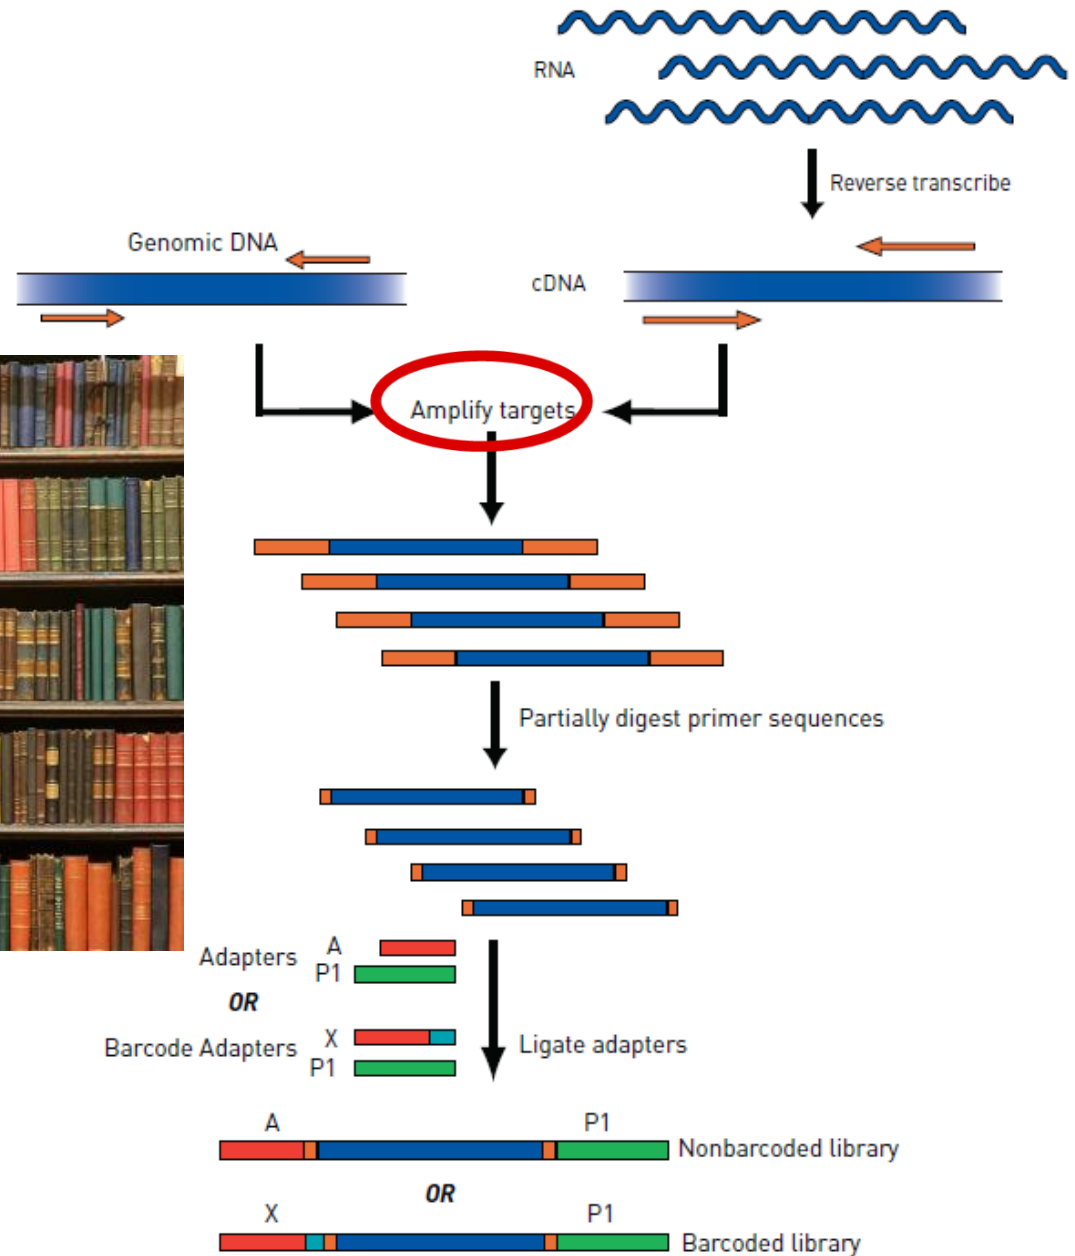 RNA
Reverse transcribe
Genomic DNA
cDNA
Amplify targets
Partially digest primer sequences
Adapters
A
P1
OR
Barcode Adapters
X
P1
Ligate adapters
A
P1
Nonbarcoded library
OR
X
P1
Barcoded library